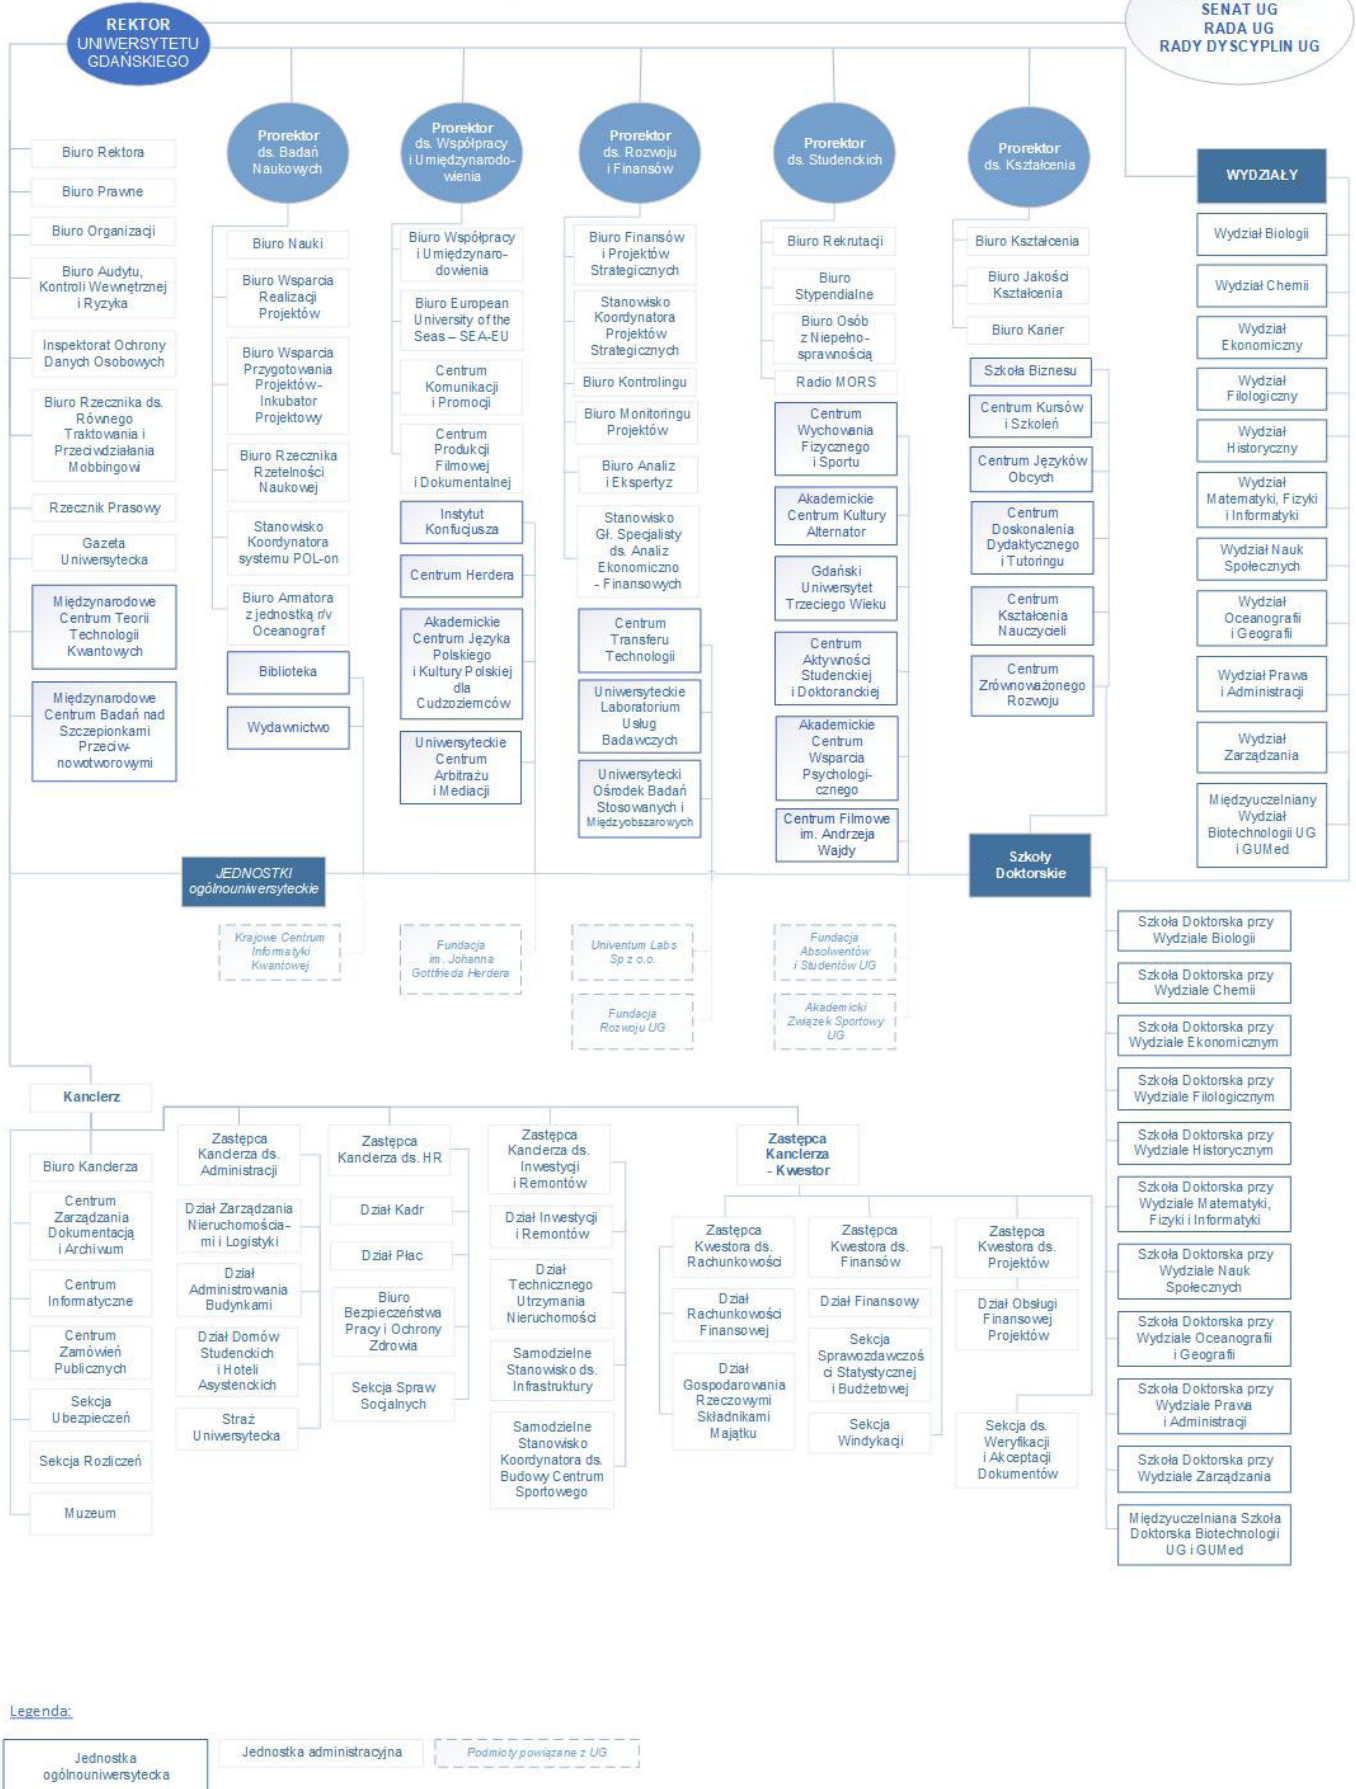 REKTOR
UNIWERSYTETU
GDAŃSKIEGO
SENAT UG
RADA UG
RADY DYSCYPLIN UG
Biuro Rektora
Biuro Prawne
Biuro Organizacji
Biuro Audytu,
Kontroli Wewnętrznej
i Ryzyka
Inspektorat Ochrony
Danych Osobowych
Biuro Rzecznika ds.
Równego
Traktowania i
Przeciwdziałania
Mobbingowi
Rzecznik Prasowy
Gazeta
Uniwersytecka
Międzynarodowe
Centrum Teorii
Technologii
Kwantowych
Międzynarodowe
Centrum Badań nad
Szczepionkami
Przeciw-
nowotworowymi
Prorektor
ds. Badań
Naukowych
Biuro Nauki
Biuro Wsparcia
Realizacji
Projektów
Biuro Wsparcia
Przygotowania
Projektów-
Inkubator
Projektowy
Biuro Rzecznika
Rzetelności
Naukowej
Stanowisko
Koordynatora
systemu POL-on
Biuro Armatora
z jednostką r/v
Oceanograf
Biblioteka
Wydawnictwo
Prorektor
ds. Współpracy
i Umiędzynarodo-
wienia
Biuro Współpracy
i Umiędzynaro-
dowienia
Biuro European
University of the
Seas – SEA-EU
Centrum
Komunikacji
i Promocji
Centrum
Produkcji
Filmowej
i Dokumentalnej
Instytut
Konfucjusza
Centrum Herdera
Akademickie
Centrum Języka
Polskiego
i Kultury Polskiej
dla
Cudzoziemców
Uniwersyteckie
Centrum
Arbitrażu
i Mediacji
Prorektor
ds. Rozwoju
i Finansów
Biuro Finansów
i Projektów
Strategicznych
Stanowisko
Koordynatora
Projektów
Strategicznych
Biuro Kontrolingu
Biuro Monitoringu
Projektów
Biuro Analiz
i Ekspertyz
Stanowisko
Gł. Specjalisty
ds. Analiz
Ekonomiczno
- Finansowych
Centrum
Transferu
Technologii
Uniwersyteckie
Laboratorium
Usług
Badawczych
Uniwersytecki
Ośrodek Badań
Stosowanych i
Międzyobszarowych
Prorektor
ds. Studenckich
Biuro Rekrutacji
Biuro
Stypendialne
Biuro Osób
z Niepełno-
sprawnością
Radio MORS
Centrum
Wychowania
Fizycznego
i Sportu
Akademickie
Centrum Kultury
Alternator
Gdański
Uniwersytet
Trzeciego Wieku
Centrum
Aktywności
Studenckiej
i Doktoranckiej
Akademickie
Centrum
Wsparcia
Psychologi-
cznego
Centrum Filmowe
im. Andrzeja
Wajdy
Prorektor
ds. Kształcenia
Biuro Kształcenia
Biuro Jakości
Kształcenia
Biuro Karier
Szkoła Biznesu
Centrum Kursów
i Szkoleń
Centrum Języków
Obcych
Centrum
Doskonalenia
Dydaktycznego
i Tutoringu
Centrum
Kształcenia
Nauczycieli
Centrum
Zrównoważonego
Rozwoju
WYDZIAŁY
Wydział Biologii
Wydział Chemii
Wydział
Ekonomiczny
Wydział
Filologiczny
Wydział
Historyczny
Wydział
Matematyki, Fizyki
i Informatyki
Wydział Nauk
Społecznych
Wydział
Oceanografii
i Geografii
Wydział Prawa
i Administracji
Wydział
Zarządzania
Międzyuczelniany
Wydział
Biotechnologii UG
i GUMed
JEDNOSTKI
ogólnouniwersyteckie
Szkoły
Doktorskie
Krajowe Centrum
Informatyki
Kwantowej
Fundacja
im. Johanna
Gottfrieda Herdera
Univentum Labs
Sp z o.o.
Fundacja
Rozwoju UG
Fundacja
Absolwentów
i Studentów UG
Akademicki
Związek Sportowy
UG
Szkoła Doktorska przy
Wydziale Biologii
Szkoła Doktorska przy
Wydziale Chemii
Szkoła Doktorska przy
Wydziale Ekonomicznym
Szkoła Doktorska przy
Wydziale Filologicznym
Szkoła Doktorska przy
Wydziale Historycznym
Szkoła Doktorska przy
Wydziale Matematyki,
Fizyki i Informatyki
Szkoła Doktorska przy
Wydziale Nauk
Społecznych
Szkoła Doktorska przy
Wydziale Oceanografii
i Geografii
Szkoła Doktorska przy
Wydziale Prawa
i Administracji
Szkoła Doktorska przy
Wydziale Zarządzania
Międzyuczelniana Szkoła
Doktorska Biotechnologii
UG i GUMed
Kanclerz
Biuro Kanclerza
Centrum
Zarządzania
Dokumentacją
i Archiwum
Centrum
Informatyczne
Centrum
Zamówień
Publicznych
Sekcja
Ubezpieczeń
Sekcja Rozliczeń
Muzeum
Zastępca
Kanclerza ds.
Administracji
Dział Zarządzania
Nieruchomościa-
mi i Logistyki
Dział
Administrowania
Budynkami
Dział Domów
Studenckich
i Hoteli
Asystenckich
Straż
Uniwersytecka
Zastępca
Kanclerza ds. HR
Dział Kadr
Dział Płac
Biuro
Bezpieczeństwa
Pracy i Ochrony
Zdrowia
Sekcja Spraw
Socjalnych
Zastępca
Kanclerza ds.
Inwestycji
i Remontów
Dział Inwestycji
i Remontów
Dział
Technicznego
Utrzymania
Nieruchomości
Samodzielne
Stanowisko ds.
Infrastruktury
Samodzielne
Stanowisko
Koordynatora ds.
Budowy Centrum
Sportowego
Zastępca
Kanclerza
- Kwestor
Zastępca
Kwestora ds.
Rachunkowości
Dział
Rachunkowości
Finansowej
Dział
Gospodarowania
Rzeczowymi
Składnikami
Majątku
Zastępca
Kwestora ds.
Finansów
Dział Finansowy
Sekcja
Sprawozdawczoś
ci Statystycznej
i Budżetowej
Sekcja
Windykacji
Zastępca
Kwestora ds.
Projektów
Dział Obsługi
Finansowej
Projektów
Sekcja ds.
Weryfikacji
i Akceptacji
Dokumentów
Legenda:
Jednostka
ogólnouniwersytecka
Jednostka administracyjna
Podmioty powiązane z UG